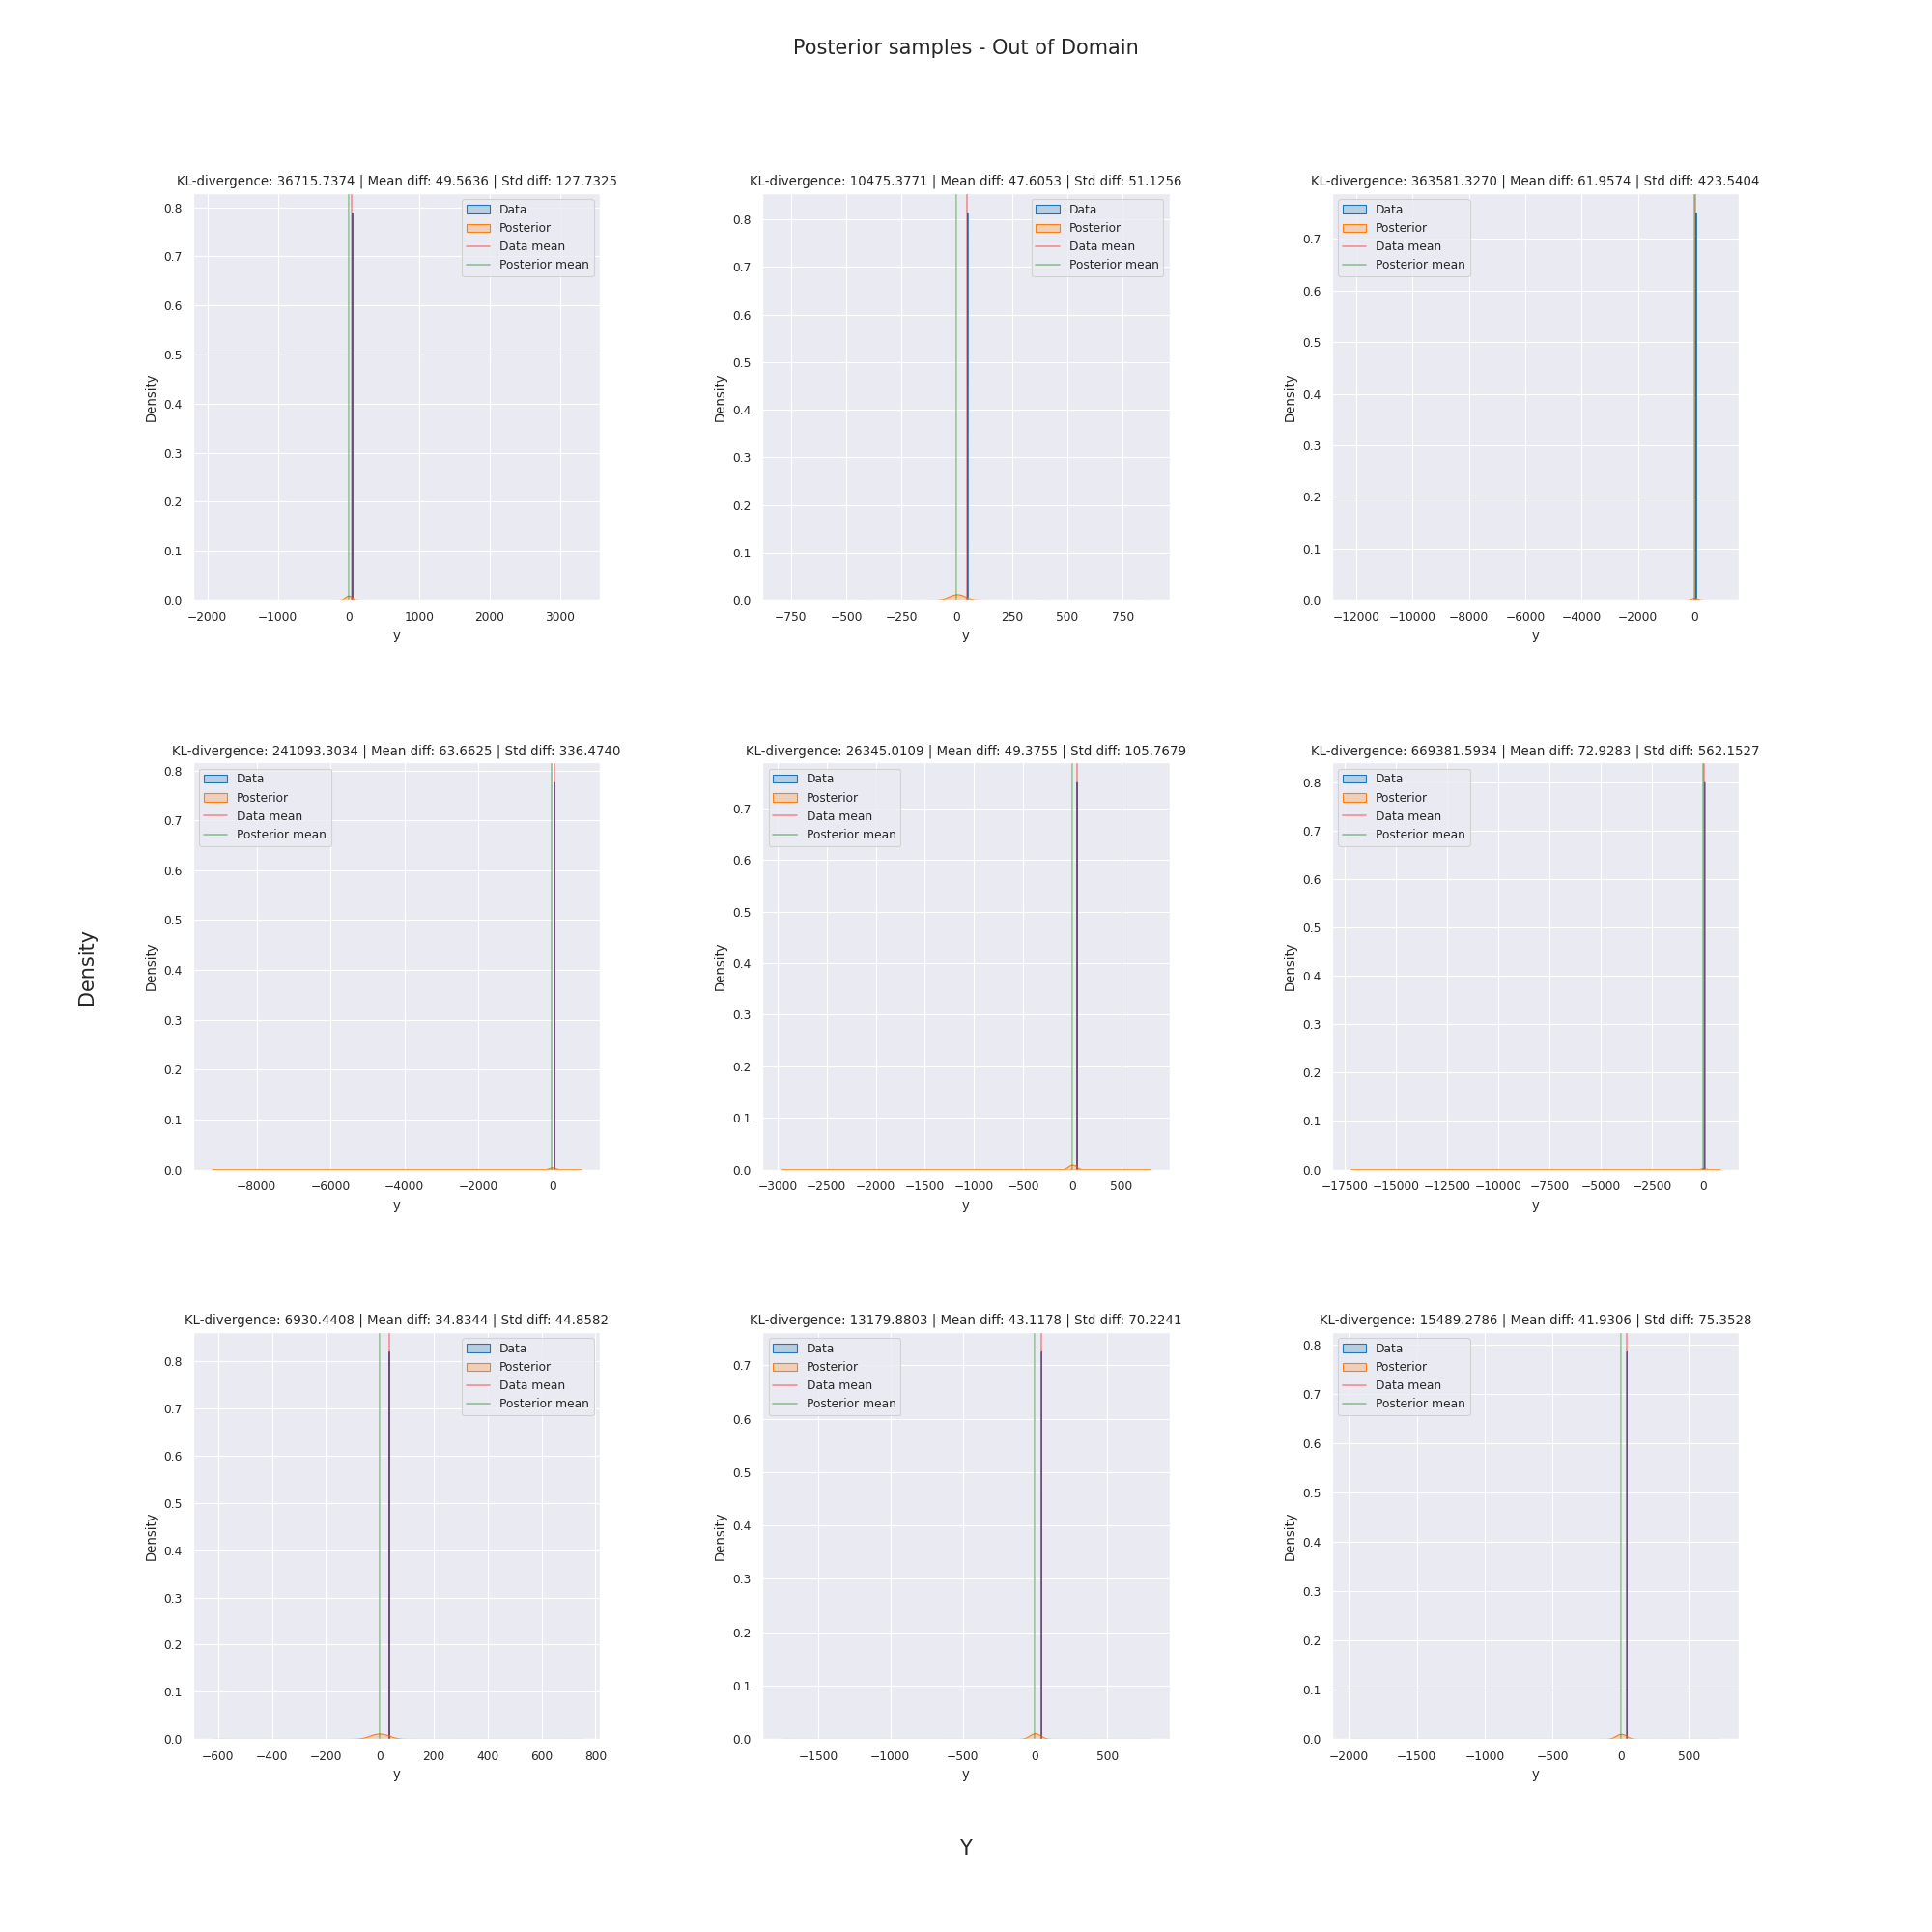 Posterior samples - Out of Domain
KL-divergence: 36715.7374 | Mean diff: 49.5636 | Std diff: 127.7325
Data
Posterior
Data mean
Posterior mean
0.8
0.7
0.6
0.5
0.4
0.3
0.2
0.1
0.0
Density
−2000 −1000 0 1000 2000 3000
y
KL-divergence: 10475.3771 | Mean diff: 47.6053 | Std diff: 51.1256
Data
Posterior
Data mean
Posterior mean
0.8
0.7
0.6
0.5
0.4
0.3
0.2
0.1
0.0
Density
−750 −500 −250 0 250 500 750
y
KL-divergence: 363581.3270 | Mean diff: 61.9574 | Std diff: 423.5404
Data
Posterior
Data mean
Posterior mean
0.7
0.6
0.5
0.4
0.3
0.2
0.1
0.0
Density
−12000 −10000 −8000 −6000 −4000 −2000 0
y
KL-divergence: 241093.3034 | Mean diff: 63.6625 | Std diff: 336.4740
Data
Posterior
Data mean
Posterior mean
0.8
0.7
0.6
0.5
0.4
0.3
0.2
0.1
0.0
Density
Density
−8000 −6000 −4000 −2000 0
y
KL-divergence: 26345.0109 | Mean diff: 49.3755 | Std diff: 105.7679
Data
Posterior
Data mean
Posterior mean
0.7
0.6
0.5
0.4
0.3
0.2
0.1
0.0
Density
−3000 −2500 −2000 −1500 −1000 −500 0 500
y
KL-divergence: 669381.5934 | Mean diff: 72.9283 | Std diff: 562.1527
Data
Posterior
Data mean
Posterior mean
0.8
0.7
0.6
0.5
0.4
0.3
0.2
0.1
0.0
Density
−17500 −15000 −12500 −10000 −7500 −5000 −2500 0
y
KL-divergence: 6930.4408 | Mean diff: 34.8344 | Std diff: 44.8582
Data
Posterior
Data mean
Posterior mean
0.8
0.7
0.6
0.5
0.4
0.3
0.2
0.1
0.0
Density
−600 −400 −200 0 200 400 600 800
y
KL-divergence: 13179.8803 | Mean diff: 43.1178 | Std diff: 70.2241
Data
Posterior
Data mean
Posterior mean
0.7
0.6
0.5
0.4
0.3
0.2
0.1
0.0
Density
−1500 −1000 −500 0 500
y
KL-divergence: 15489.2786 | Mean diff: 41.9306 | Std diff: 75.3528
Data
Posterior
Data mean
Posterior mean
0.8
0.7
0.6
0.5
0.4
0.3
0.2
0.1
0.0
Density
−2000 −1500 −1000 −500 0 500
y
Y